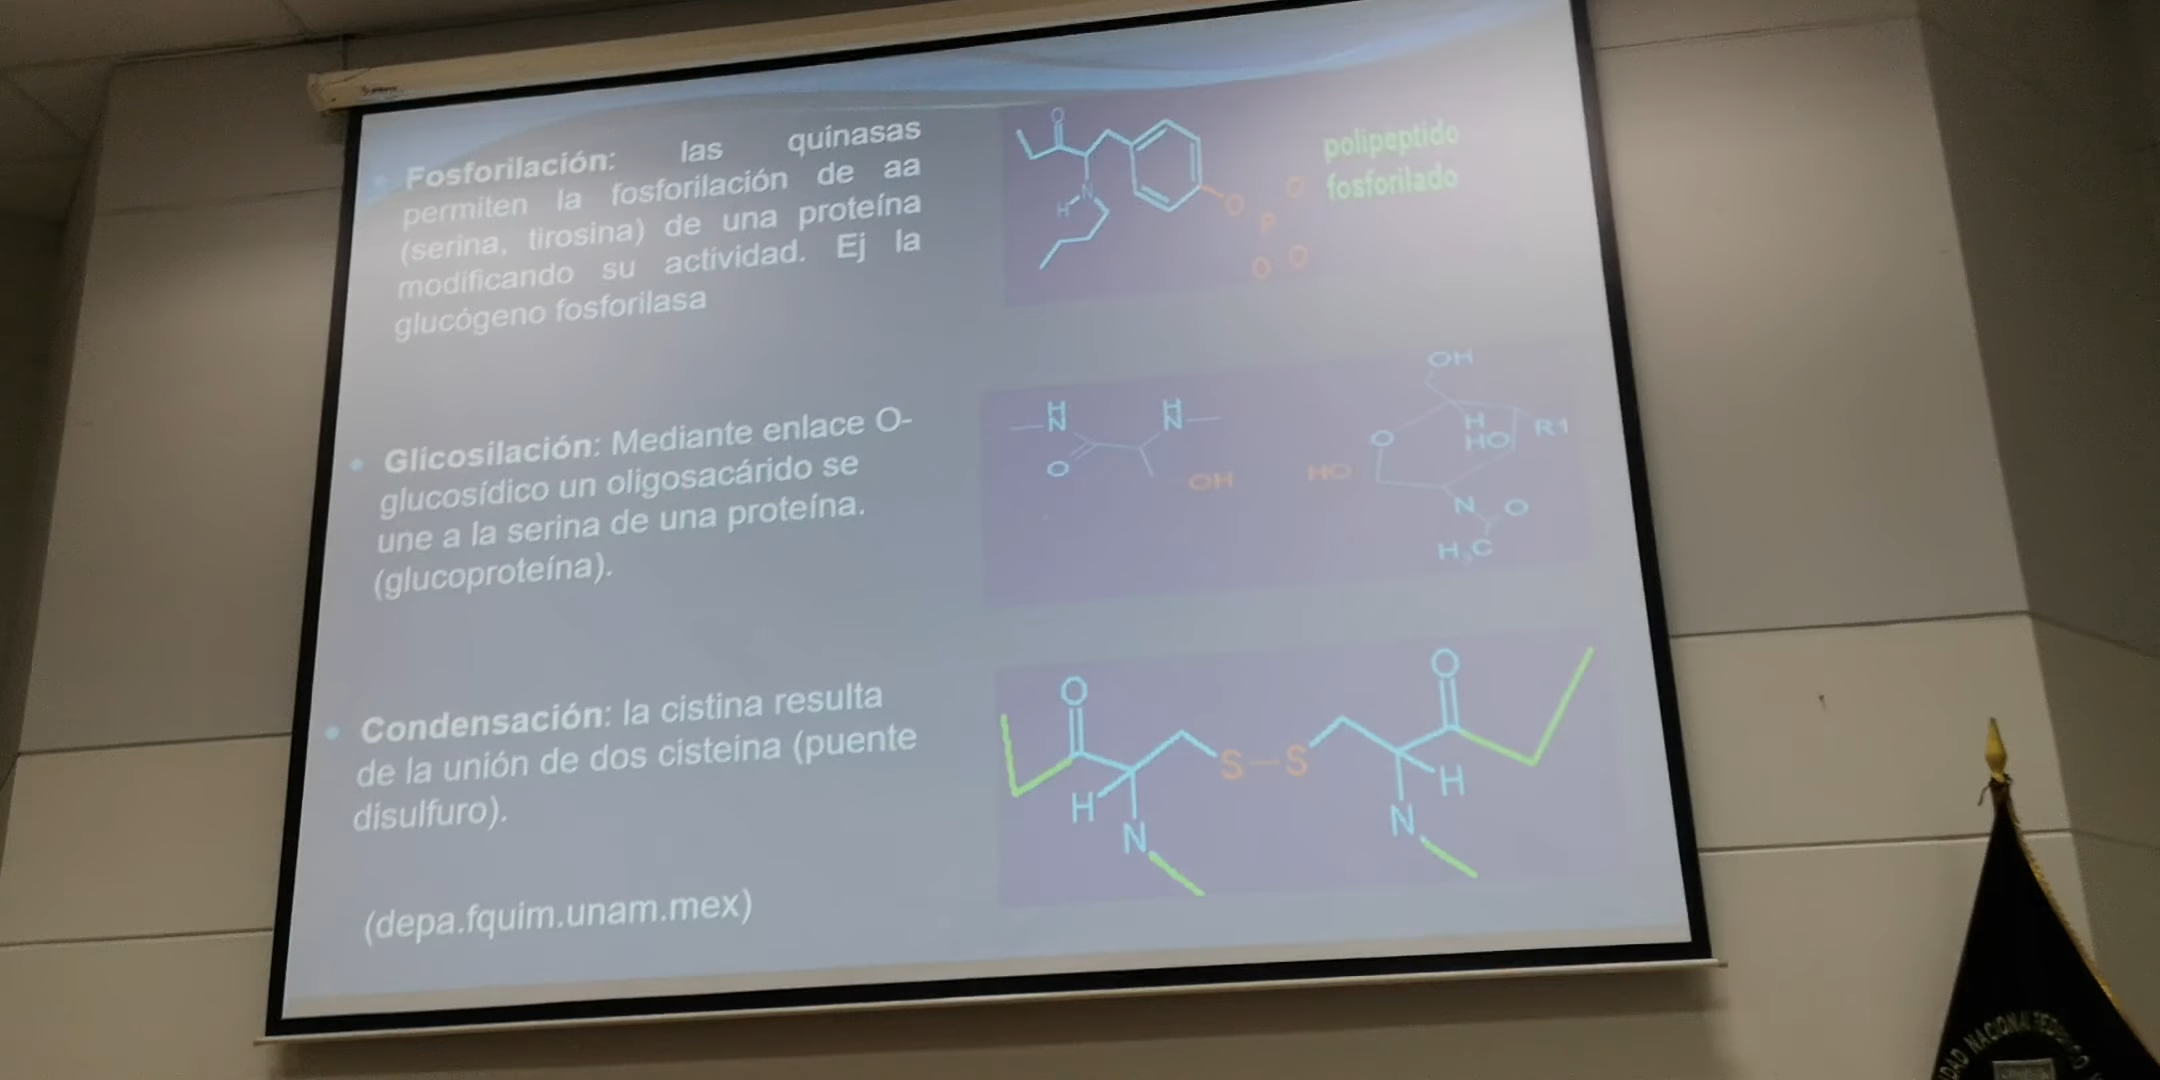 Fosforilación: las quinasas
permiten la fosforilación de aa
(serina, tirosina) de una proteína
modificando su actividad. Ej la
glucógeno fosforilasa
O
N
H
O
O
P
O
O
polipeptido
fosforilado
Glicosilación: Mediante enlace O-
glucosídico un oligosacárido se
une a la serina de una proteína.
(glucoproteína).
H
N
H
N
O
OH
OH
O
H
HO
R1
HO
N
O
H3C
Condensación: la cistina resulta
de la unión de dos cisteína (puente
disulfuro).
O
O
S-S
H
H
N
N
(depa.fquim.unam.mex)